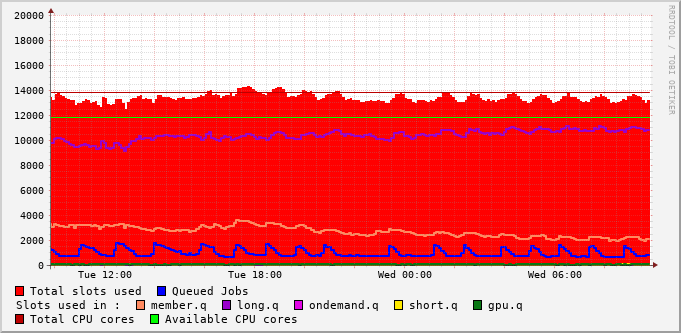 RRDTOOL / TOBI OETIKER
20000
18000
16000
14000
12000
10000
8000
6000
4000
2000
0
Tue 12:00 Tue 18:00 Wed 00:00 Wed 06:00
Total slots used Queued Jobs
Slots used in : member.q long.q ondemand.q short.q gpu.q
Total CPU cores Available CPU cores